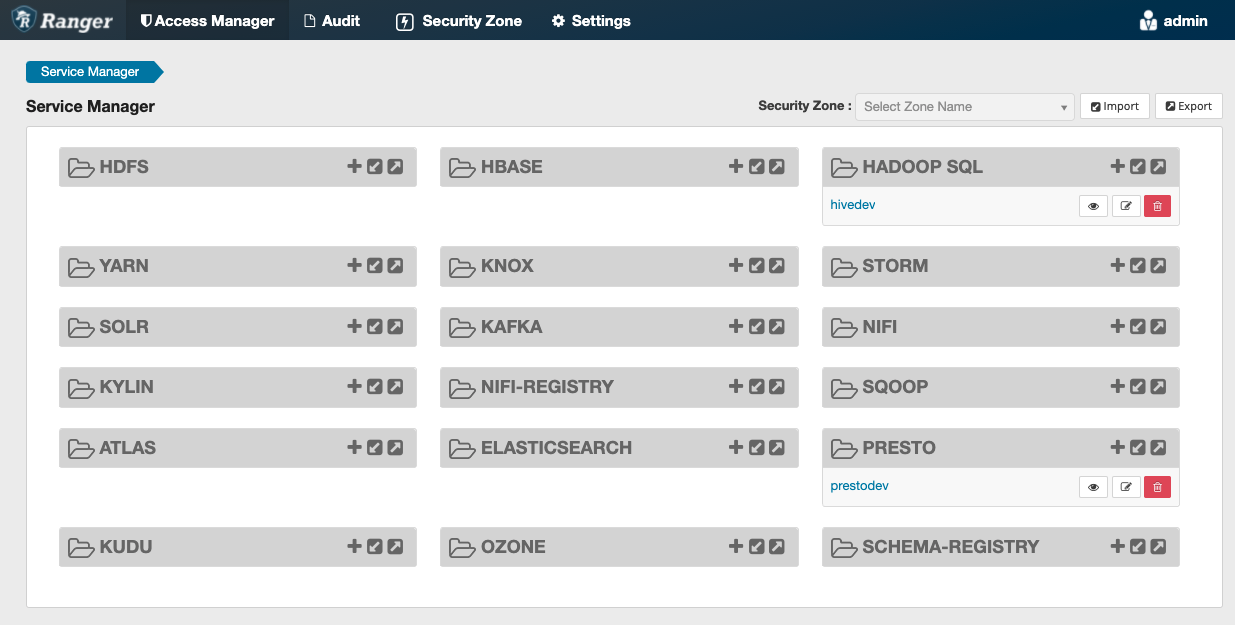 Ranger Access Manager Audit Security Zone Settings admin
Service Manager
Service Manager Security Zone : Select Zone Name Import Export
HDFS HBASE HADOOP SQL
hivedev
YARN KNOX STORM
SOLR KAFKA NIFI
KYLIN NIFI-REGISTRY SQOOP
ATLAS ELASTICSEARCH PRESTO
prestodev
KUDU OZONE SCHEMA-REGISTRY